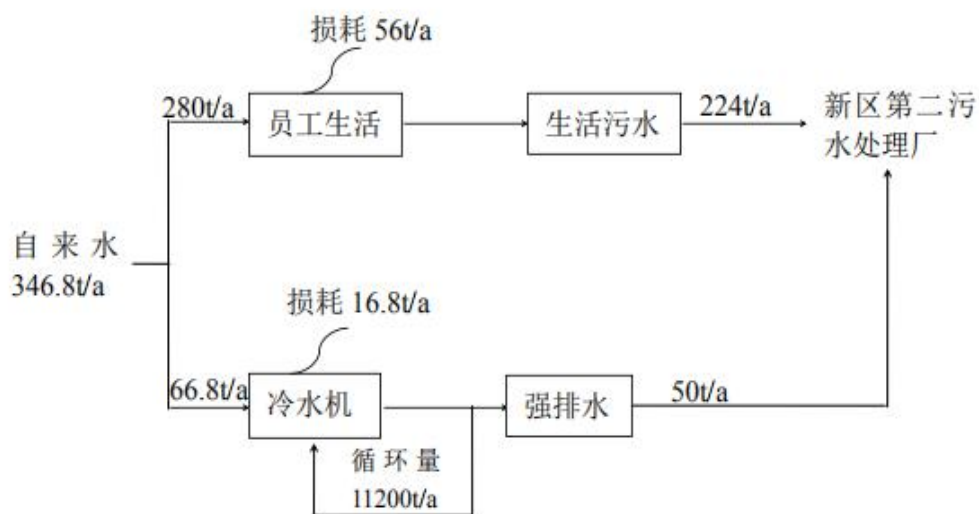 损耗 56t/a
280t/a
员工生活
生活污水
224t/a
新区第二污
水处理厂
自来水
346.8t/a
损耗 16.8t/a
66.8t/a
冷水机
强排水
50t/a
循环量
11200t/a